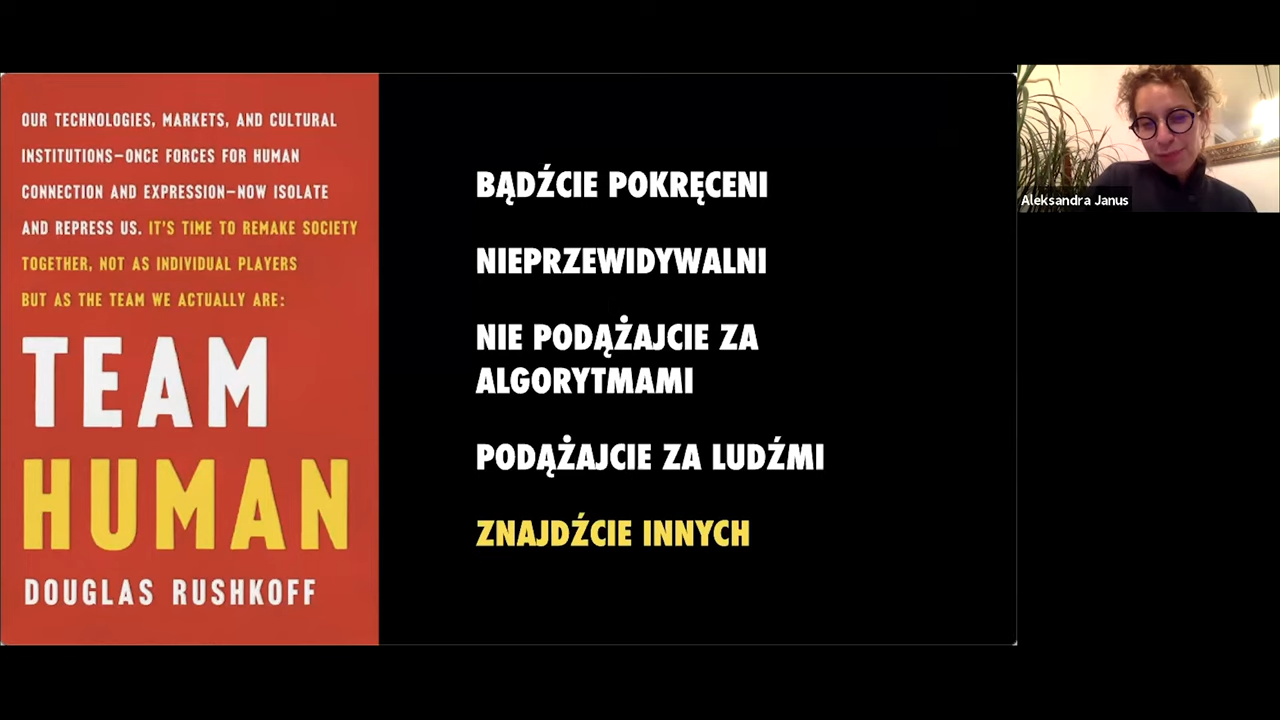 OUR TECHNOLOGIES, MARKETS, AND CULTURAL
INSTITUTIONS—ONCE FORCES FOR HUMAN
CONNECTION AND EXPRESSION—NOW ISOLATE
AND REPRESS US. IT'S TIME TO REMAKE SOCIETY
TOGETHER, NOT AS INDIVIDUAL PLAYERS
BUT AS THE TEAM WE ACTUALLY ARE:
TEAM
HUMAN
DOUGLAS RUSHKOFF
BĄDŹCIE POKRĘCENI
NIEPRZEWIDYWALNI
NIE PODĄŻAJCIE ZA
ALGORYTMAMI
PODĄŻAJCIE ZA LUDŹMI
ZNAJDŹCIE INNYCH
Aleksandra Janus